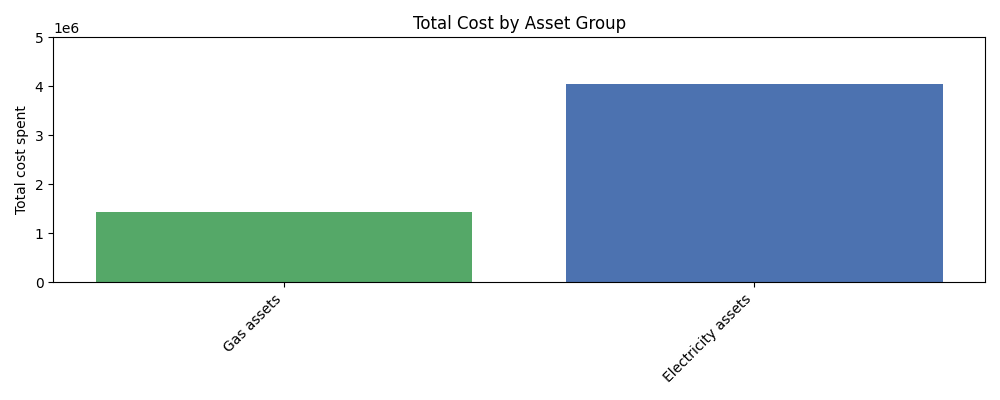 Total Cost by Asset Group
1e6
5
4
3
2
1
0
Total cost spent
Gas assets
Electricity assets